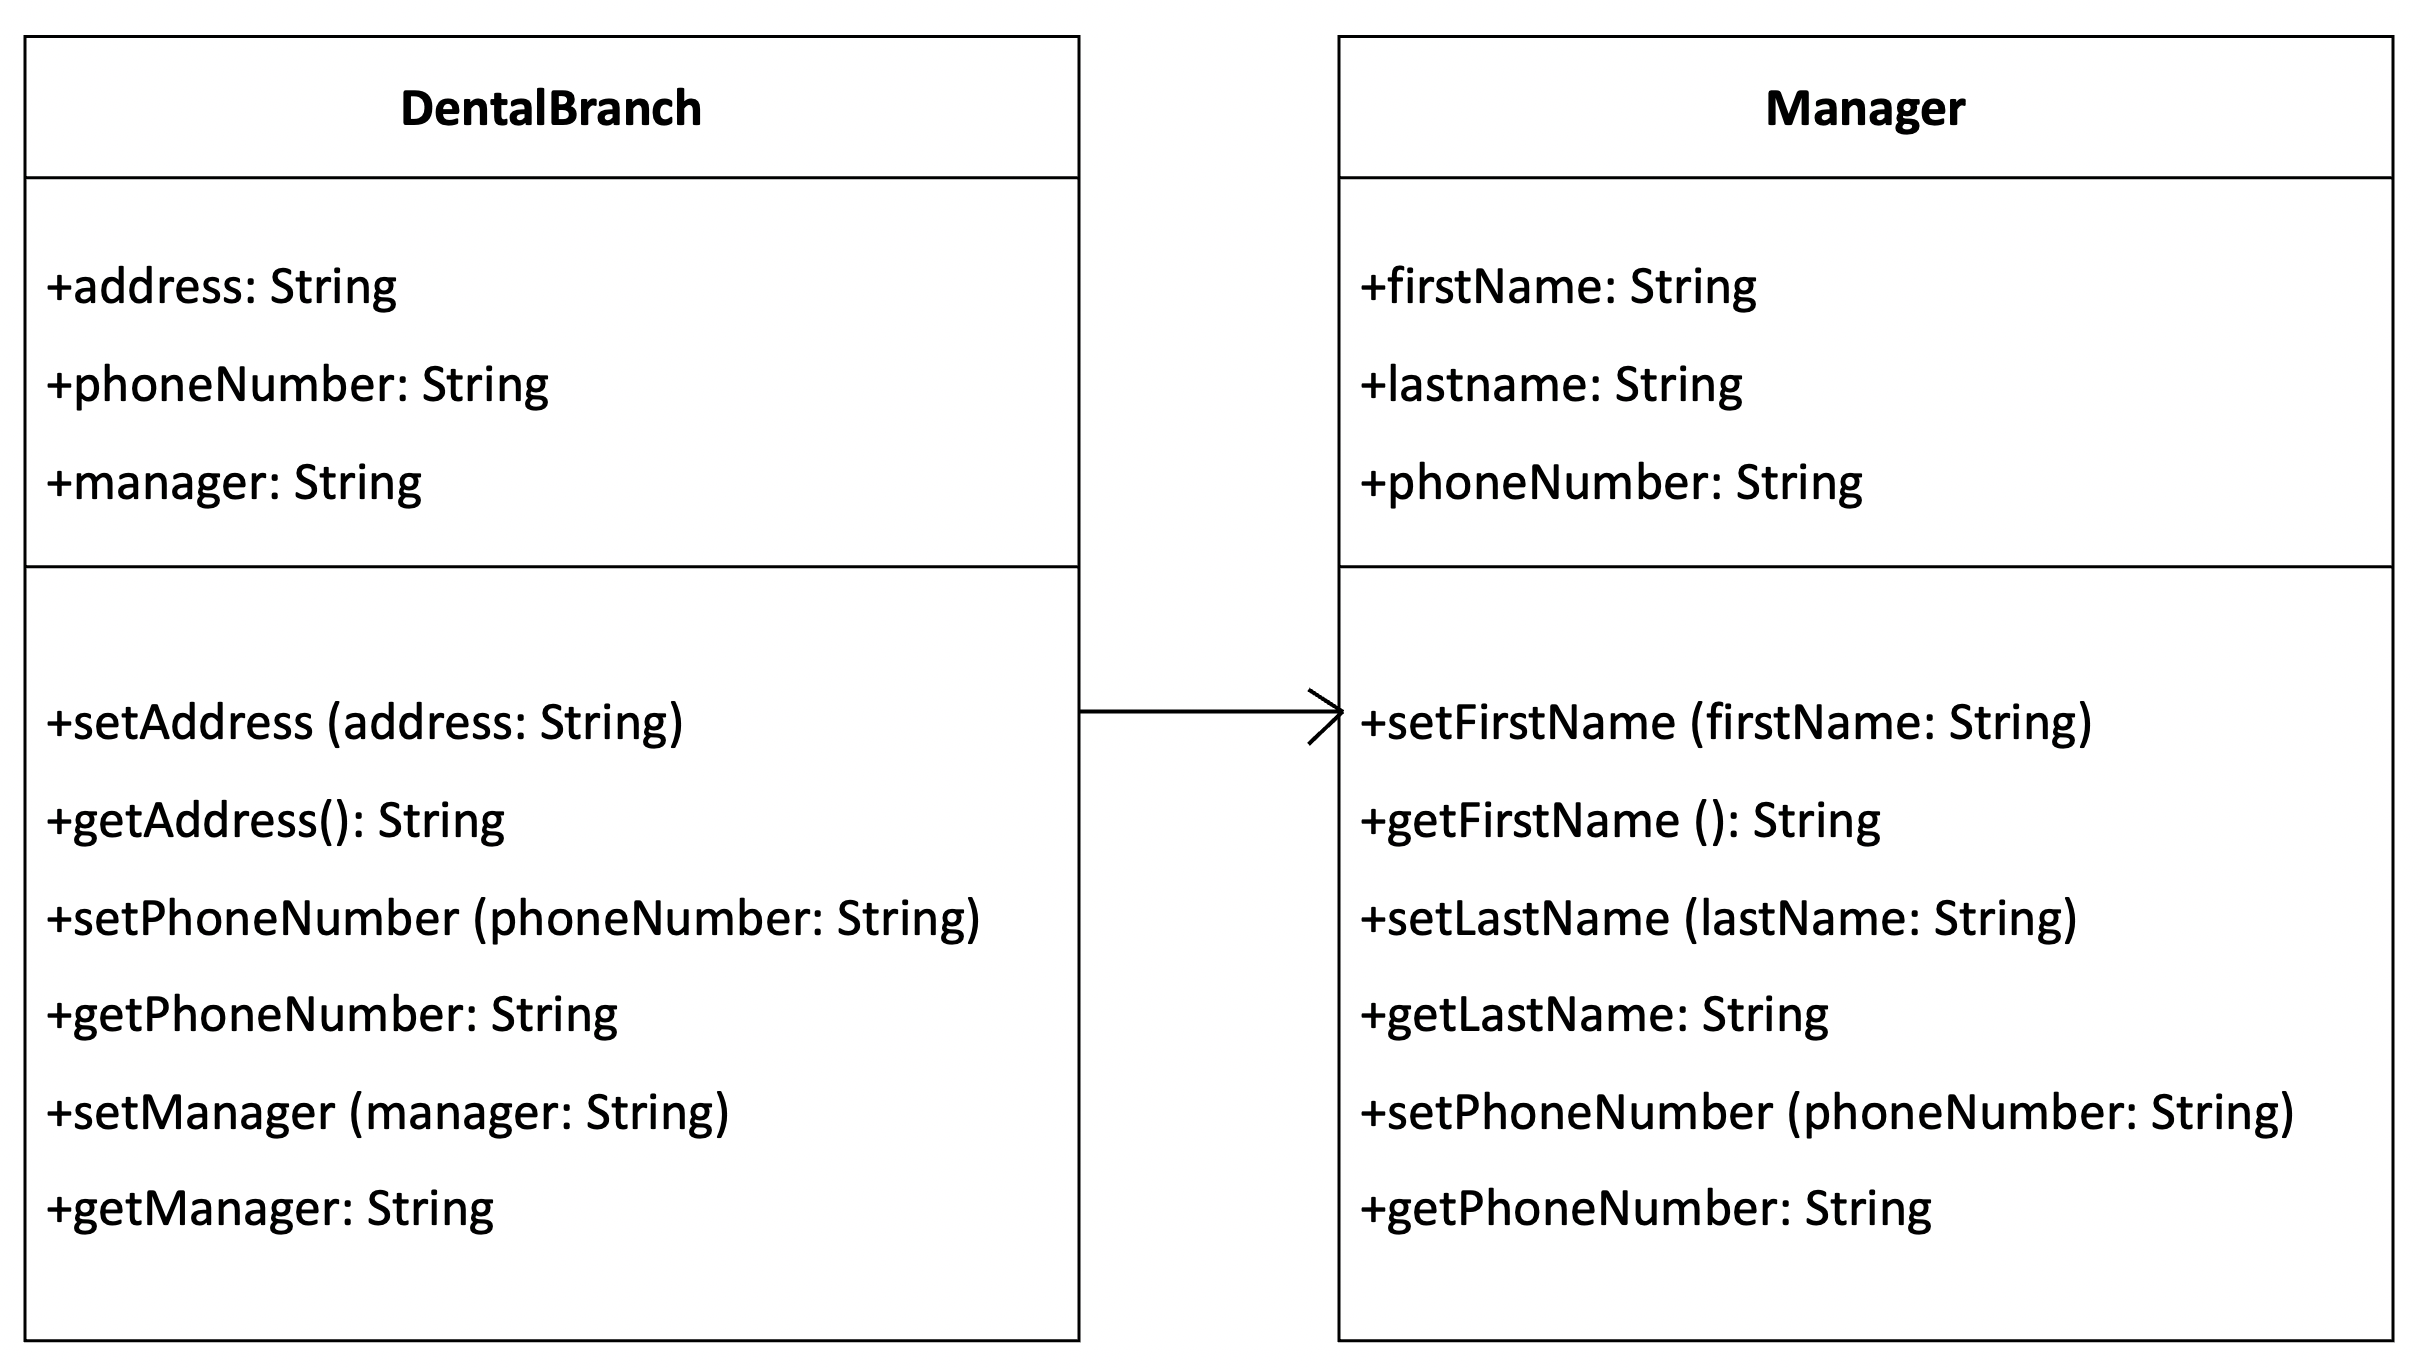 DentalBranch
+address: String
+phoneNumber: String
+manager: String
+setAddress (address: String)
+getAddress(): String
+setPhoneNumber (phoneNumber: String)
+getPhoneNumber: String
+setManager (manager: String)
+getManager: String
Manager
+firstName: String
+lastname: String
+phoneNumber: String
+setFirstName (firstName: String)
+getFirstName (): String
+setLastName (lastName: String)
+getLastName: String
+setPhoneNumber (phoneNumber: String)
+getPhoneNumber: String